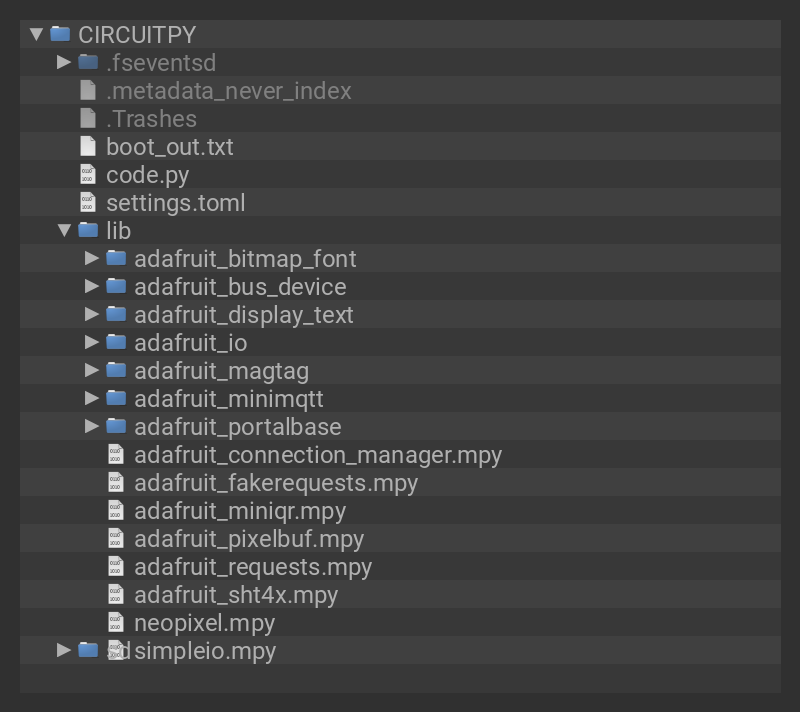 CIRCUITPY
.fseventsd
.metadata_never_index
.Trashes
boot_out.txt
code.py
settings.toml
lib
adafruit_bitmap_font
adafruit_bus_device
adafruit_display_text
adafruit_io
adafruit_magtag
adafruit_minimqtt
adafruit_portalbase
adafruit_connection_manager.mpy
adafruit_fakerequests.mpy
adafruit_miniqr.mpy
adafruit_pixelbuf.mpy
adafruit_requests.mpy
adafruit_sht4x.mpy
neopixel.mpy
sd simpleio.mpy